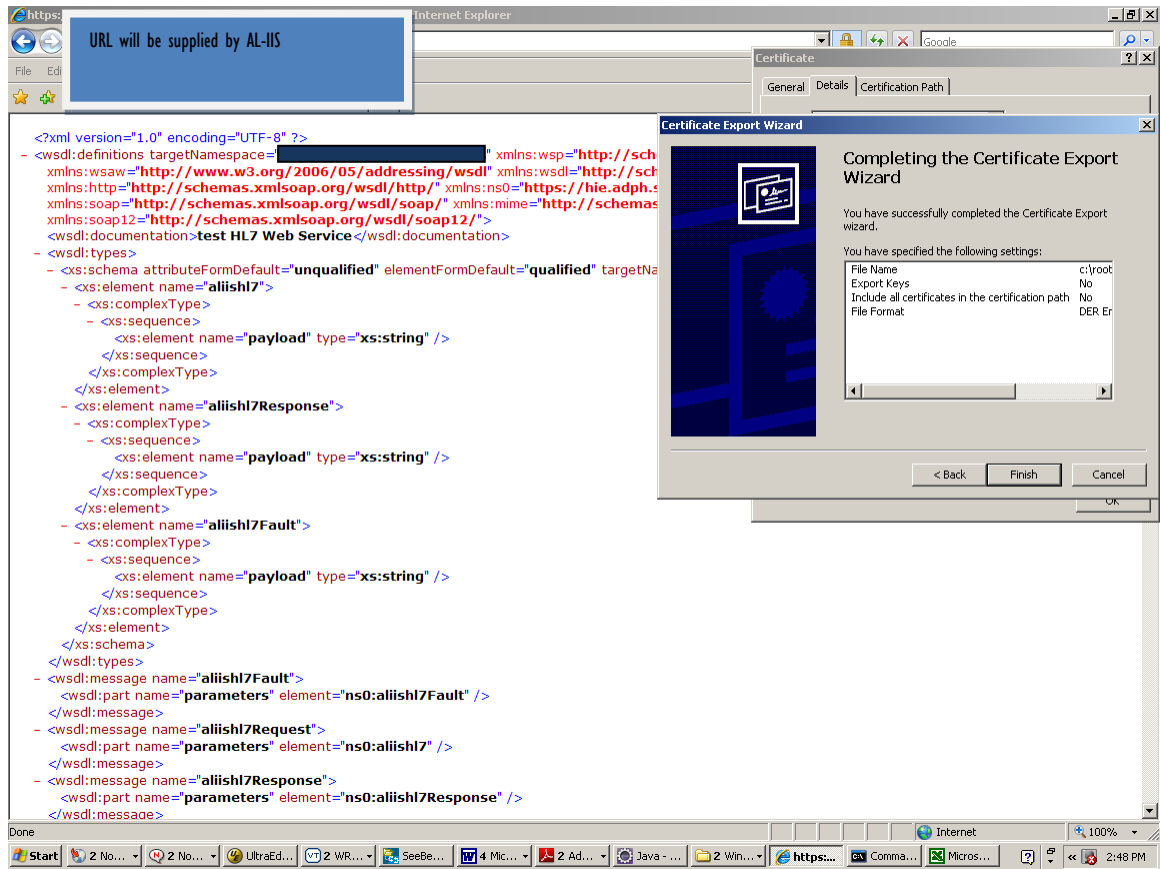 https:
Internet Explorer
URL will be supplied by AL-IIS
Google
File Edi
Certificate
General Details Certification Path
Certificate Export Wizard
Completing the Certificate Export
Wizard
You have successfully completed the Certificate Export
wizard.
You have specified the following settings:
File Name c:\root
Export Keys No
Include all certificates in the certification path No
File Format DER Er
< Back Finish Cancel
OK
<?xml version="1.0" encoding="UTF-8" ?>
- <wsdl:definitions targetNamespace=" " xmlns:wsp="http://sch
xmlns:wsaw="http://www.w3.org/2006/05/addressing/wsdl" xmlns:wsdl="http://sch
xmlns:http="http://schemas.xmlsoap.org/wsdl/http/" xmlns:ns0="https://hie.adph.s
xmlns:soap="http://schemas.xmlsoap.org/wsdl/soap/" xmlns:mime="http://schemas
xmlns:soap12="http://schemas.xmlsoap.org/wsdl/soap12/">
<wsdl:documentation>test HL7 Web Service</wsdl:documentation>
- <wsdl:types>
- <xs:schema attributeFormDefault="unqualified" elementFormDefault="qualified" targetNa
- <xs:element name="aliishl7">
- <xs:complexType>
- <xs:sequence>
<xs:element name="payload" type="xs:string" />
</xs:sequence>
</xs:complexType>
</xs:element>
- <xs:element name="aliishl7Response">
- <xs:complexType>
- <xs:sequence>
<xs:element name="payload" type="xs:string" />
</xs:sequence>
</xs:complexType>
</xs:element>
- <xs:element name="aliishl7Fault">
- <xs:complexType>
- <xs:sequence>
<xs:element name="payload" type="xs:string" />
</xs:sequence>
</xs:complexType>
</xs:element>
</xs:schema>
</wsdl:types>
- <wsdl:message name="aliishl7Fault">
<wsdl:part name="parameters" element="ns0:aliishl7Fault" />
</wsdl:message>
- <wsdl:message name="aliishl7Request">
<wsdl:part name="parameters" element="ns0:aliishl7" />
</wsdl:message>
- <wsdl:message name="aliishl7Response">
<wsdl:part name="parameters" element="ns0:aliishl7Response" />
</wsdl:message>
Done Internet 100%
Start 2 No... 2 No... UltraEd... 2 WR... SeeBe... 4 Mic... 2 Ad... Java - ... 2 Win... https:... Comma... Micros... 2:48 PM